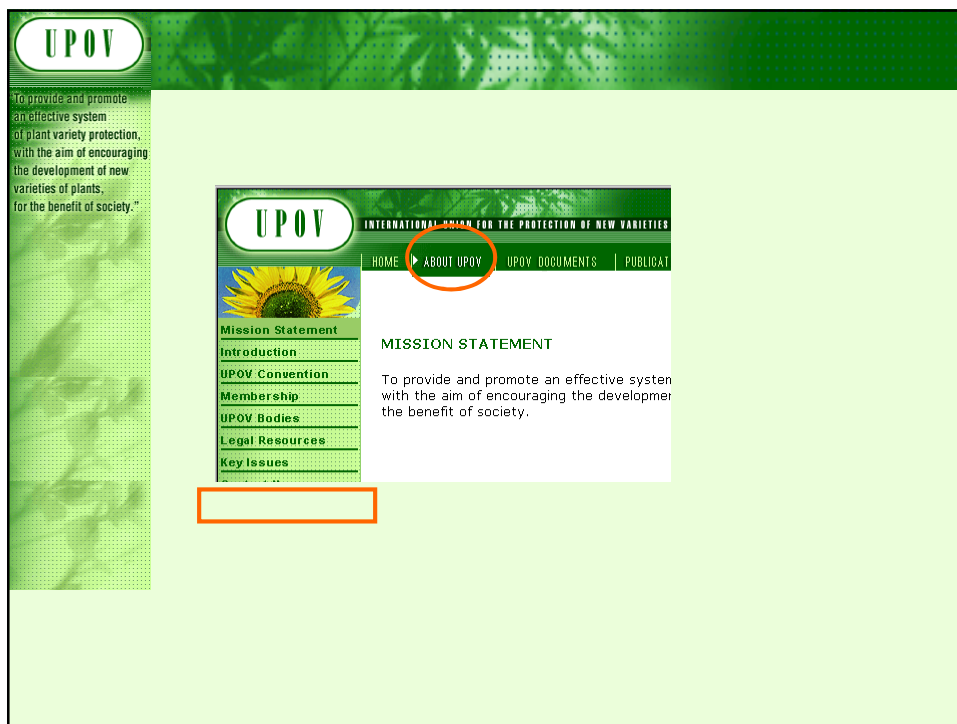 UPOV
"To provide and promote
an effective system
of plant variety protection,
with the aim of encouraging
the development of new
varieties of plants,
for the benefit of society."
UPOV
INTERNATIONAL UNION FOR THE PROTECTION OF NEW VARIETIES
HOME ABOUT UPOV UPOV DOCUMENTS PUBLICAT
Mission Statement
Introduction
UPOV Convention
Membership
UPOV Bodies
Legal Resources
Key Issues
MISSION STATEMENT
To provide and promote an effective system
with the aim of encouraging the developmen
the benefit of society.